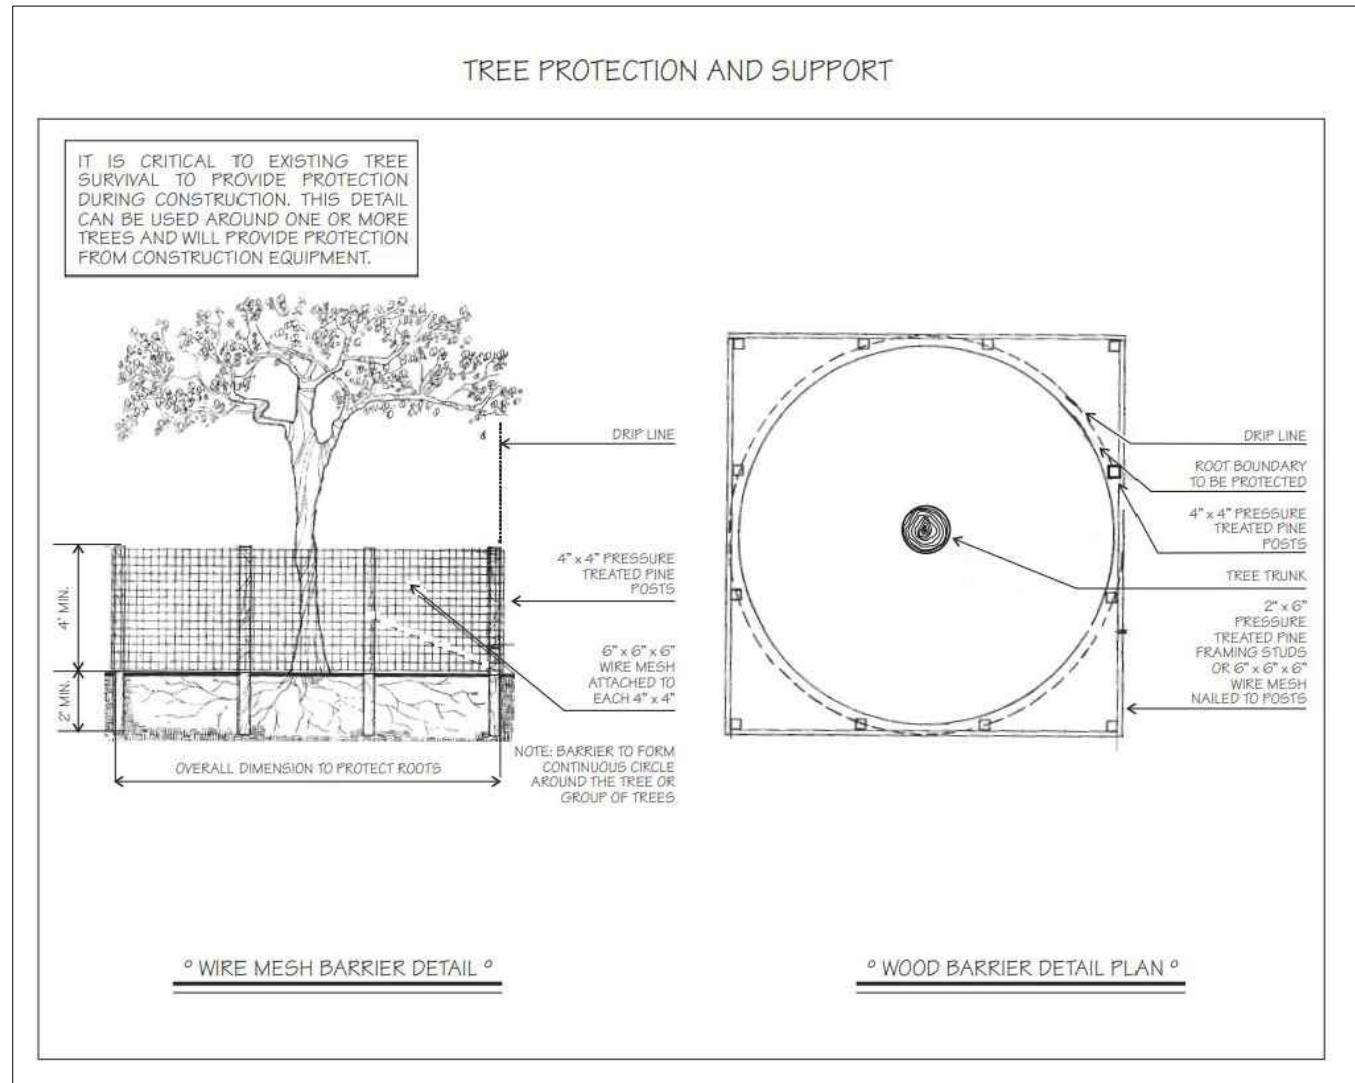 TREE PROTECTION AND SUPPORT
IT IS CRITICAL TO EXISTING TREE
SURVIVAL TO PROVIDE PROTECTION
DURING CONSTRUCTION. THIS DETAIL
CAN BE USED AROUND ONE OR MORE
TREES AND WILL PROVIDE PROTECTION
FROM CONSTRUCTION EQUIPMENT.
DRIP LINE
4" x 4" PRESSURE
TREATED PINE
POSTS
4' MIN.
6" x 6" x 6"
WIRE MESH
ATTACHED TO
EACH 4" x 4"
2' MIN.
OVERALL DIMENSION TO PROTECT ROOTS
NOTE: BARRIER TO FORM
CONTINUOUS CIRCLE
AROUND THE TREE OR
GROUP OF TREES
° WIRE MESH BARRIER DETAIL °
DRIP LINE
ROOT BOUNDARY
TO BE PROTECTED
4" x 4" PRESSURE
TREATED PINE
POSTS
TREE TRUNK
2" x 6"
PRESSURE
TREATED PINE
FRAMING STUDS
OR 6" x 6" x 6"
WIRE MESH
NAILED TO POSTS
° WOOD BARRIER DETAIL PLAN °